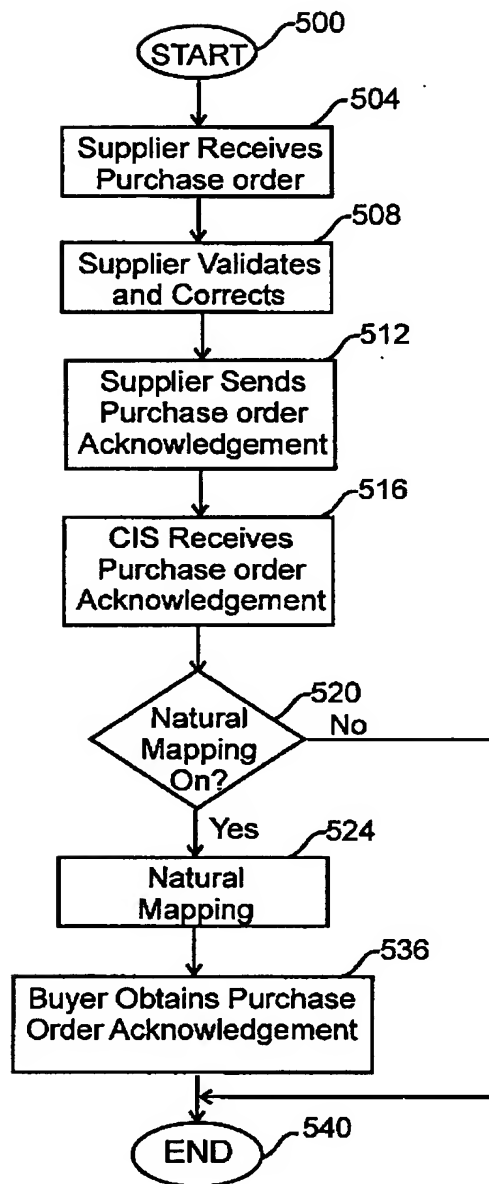 500
START
504
Supplier Receives
Purchase order
508
Supplier Validates
and Corrects
512
Supplier Sends
Purchase order
Acknowledgement
516
CIS Receives
Purchase order
Acknowledgement
520
Natural
Mapping
On?
No
Yes
524
Natural
Mapping
536
Buyer Obtains Purchase
Order Acknowledgement
END
540